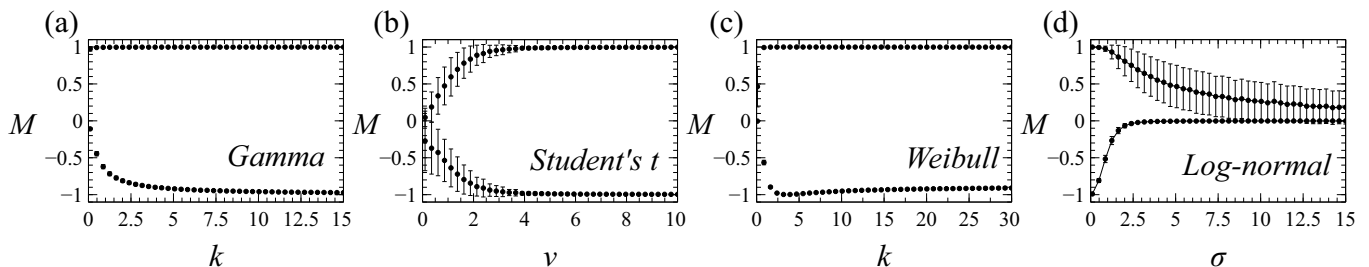 (a) (b) (c) (d)
1 1 1 1
0.5 0.5 0.5 0.5
M 0 M 0 M 0 M 0
−0.5 Gamma −0.5 Student's t −0.5 Weibull −0.5 Log-normal
−1 −1 −1 −1
0 2.5 5 7.5 10 12.5 15 0 2 4 6 8 10 0 5 10 15 20 25 30 0 2.5 5 7.5 10 12.5 15
k ν k σ